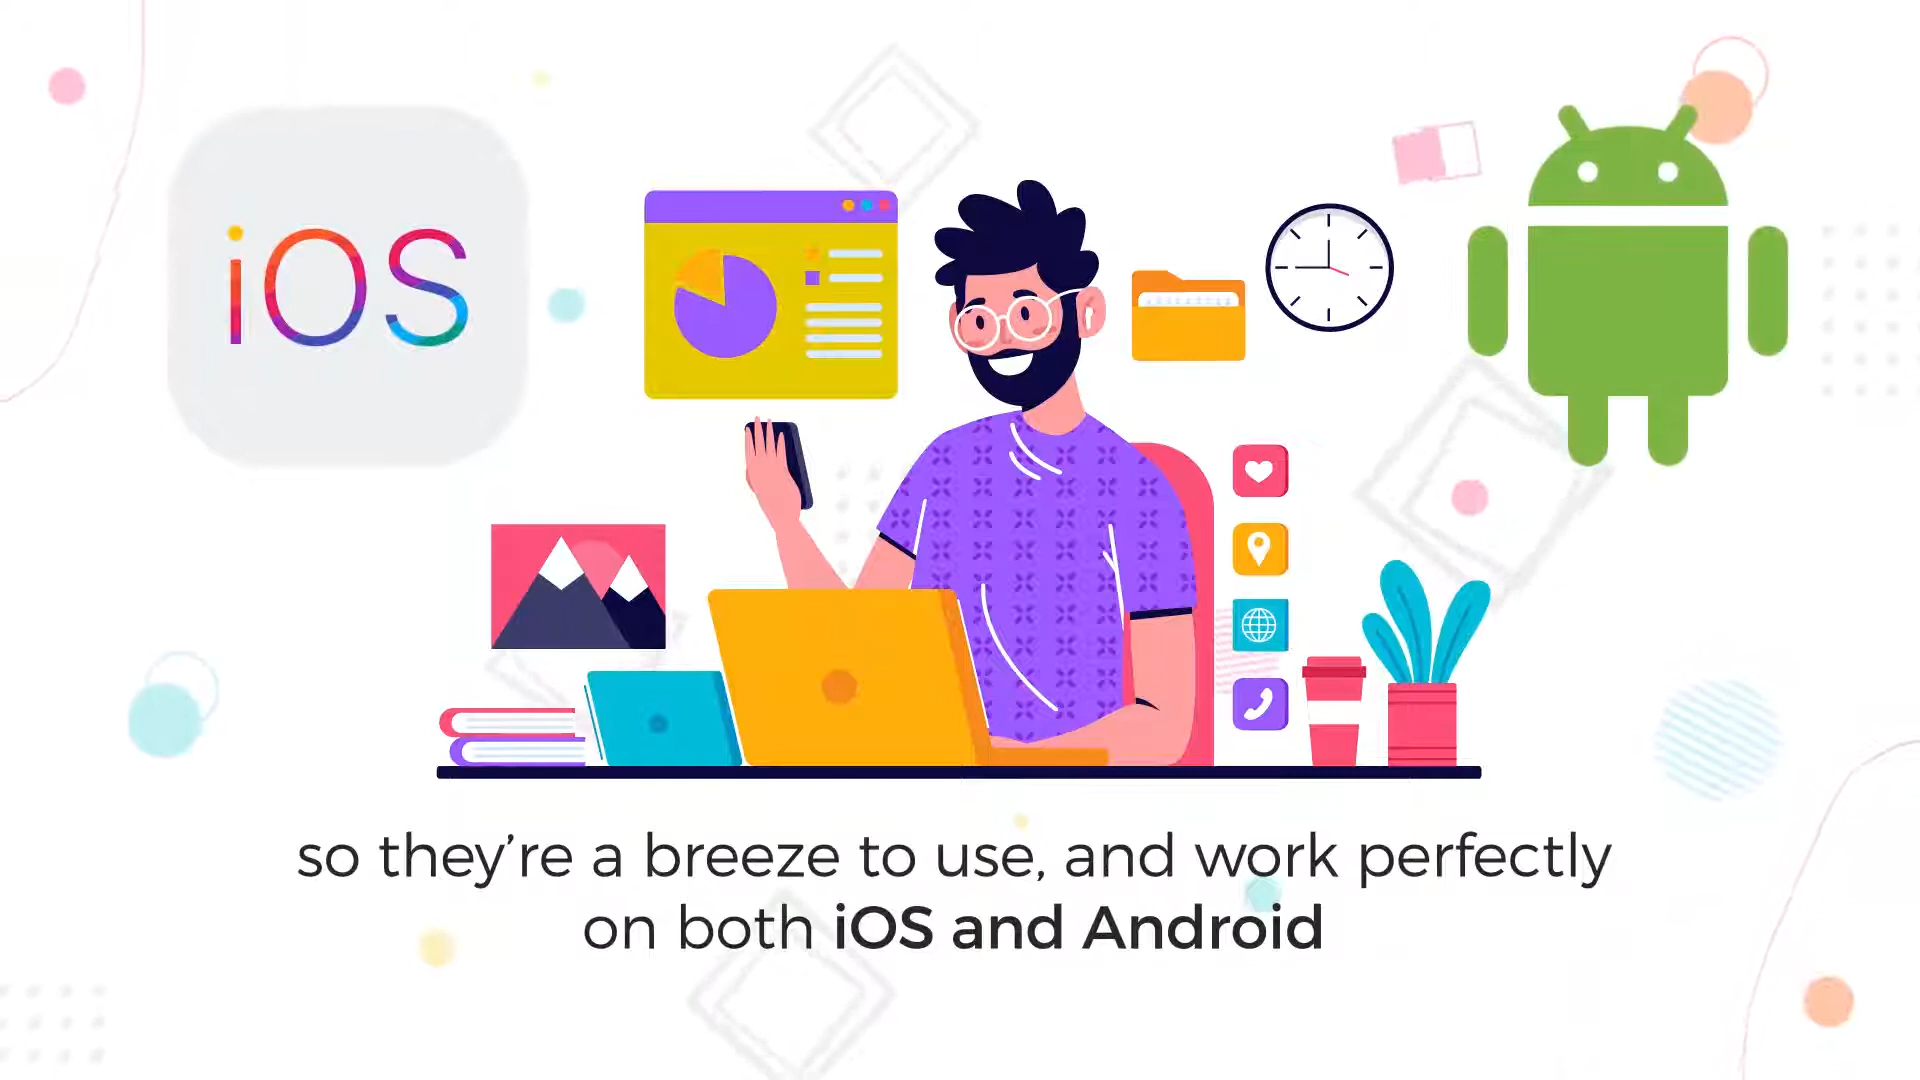 iOS
so they’re a breeze to use, and work perfectly
on both iOS and Android